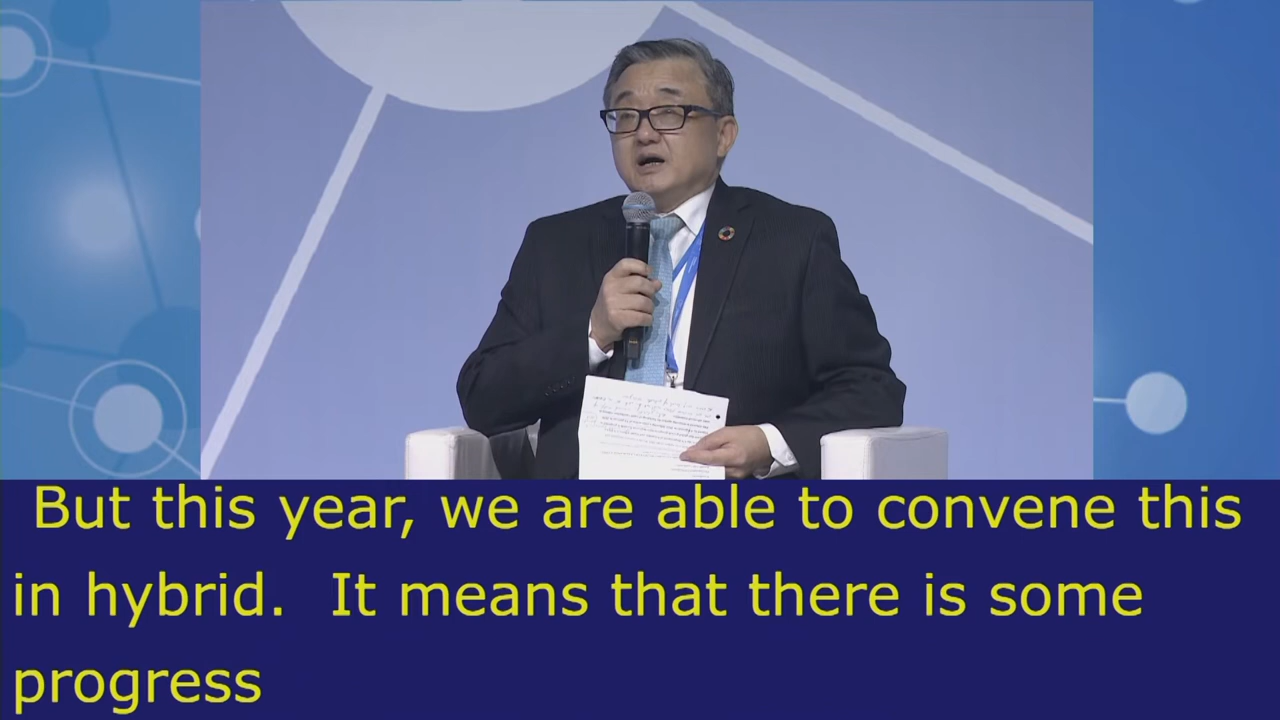 But this year, we are able to convene this
in hybrid.  It means that there is some
progress